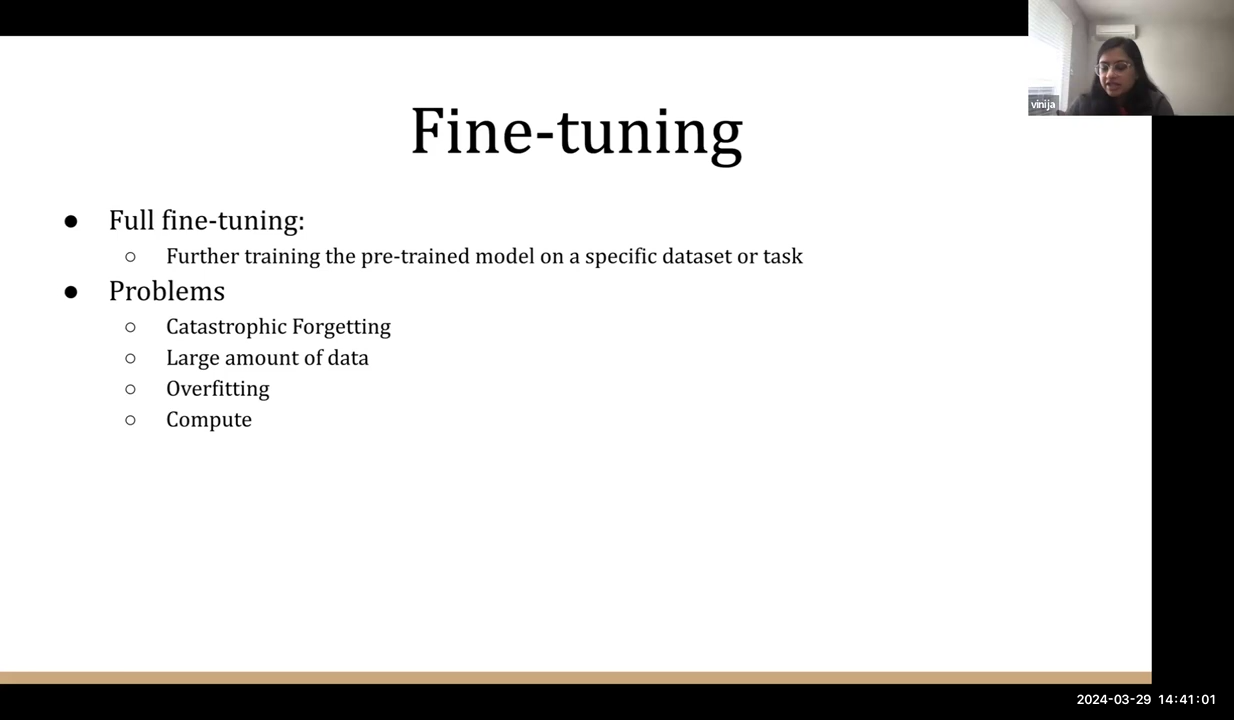 vinija
Fine-tuning
● Full fine-tuning:
○ Further training the pre-trained model on a specific dataset or task
● Problems
○ Catastrophic Forgetting
○ Large amount of data
○ Overfitting
○ Compute
2024-03-29 14:41:01